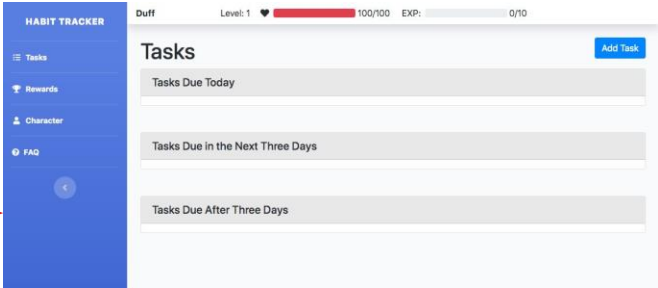 HABIT TRACKER
Tasks
Rewards
Character
FAQ
Duff Level: 1 100/100 EXP: 0/10
Tasks Add Task
Tasks Due Today
Tasks Due in the Next Three Days
Tasks Due After Three Days